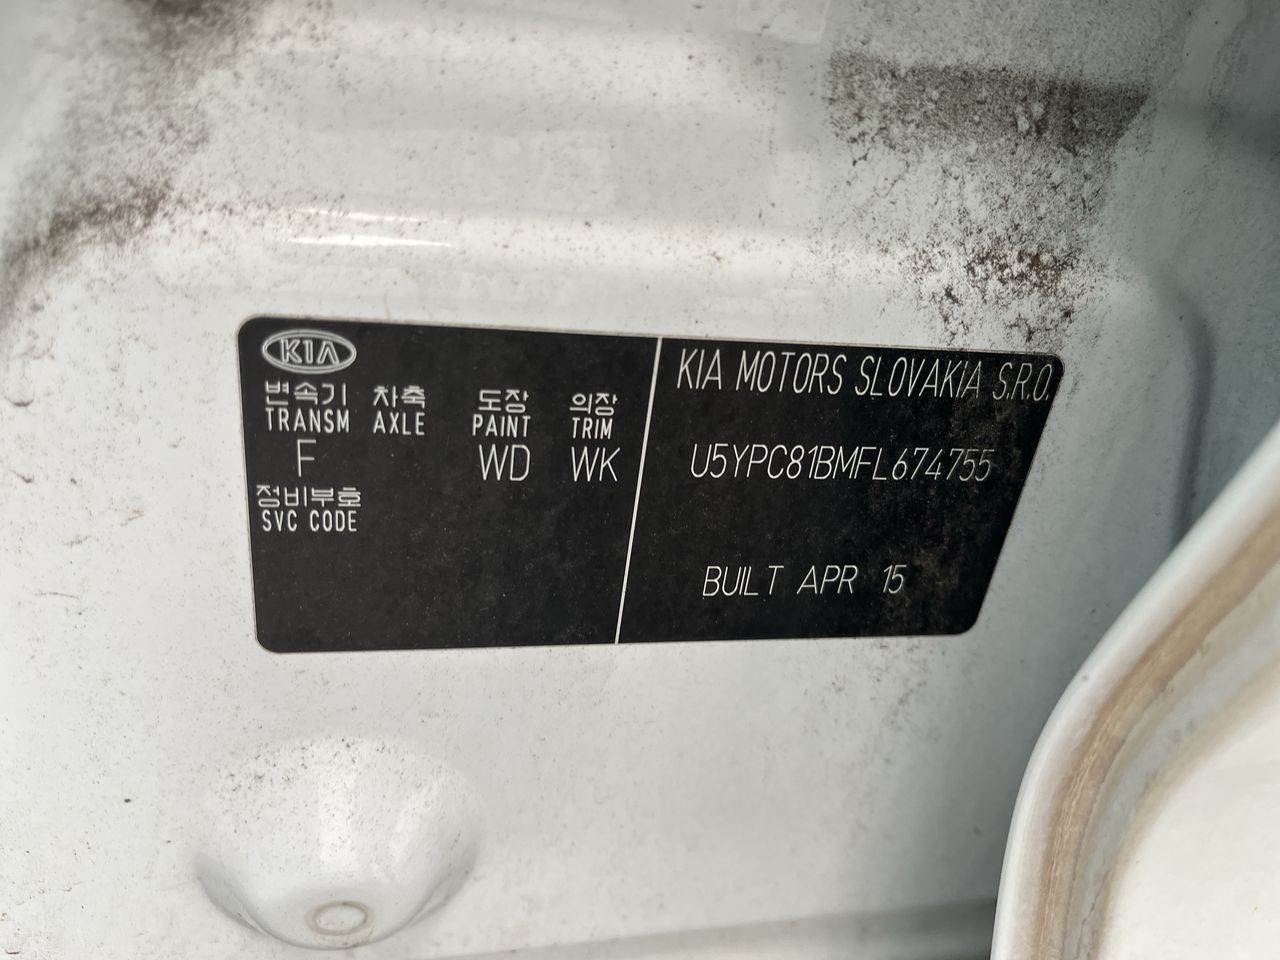 KIA
변속기 차축 도장 의장
TRANSM AXLE PAINT TRIM
F WD WK
정비부호
SVC CODE
KIA MOTORS SLOVAKIA S.R.O.
U5YPC81BMFL674755
BUILT APR 15